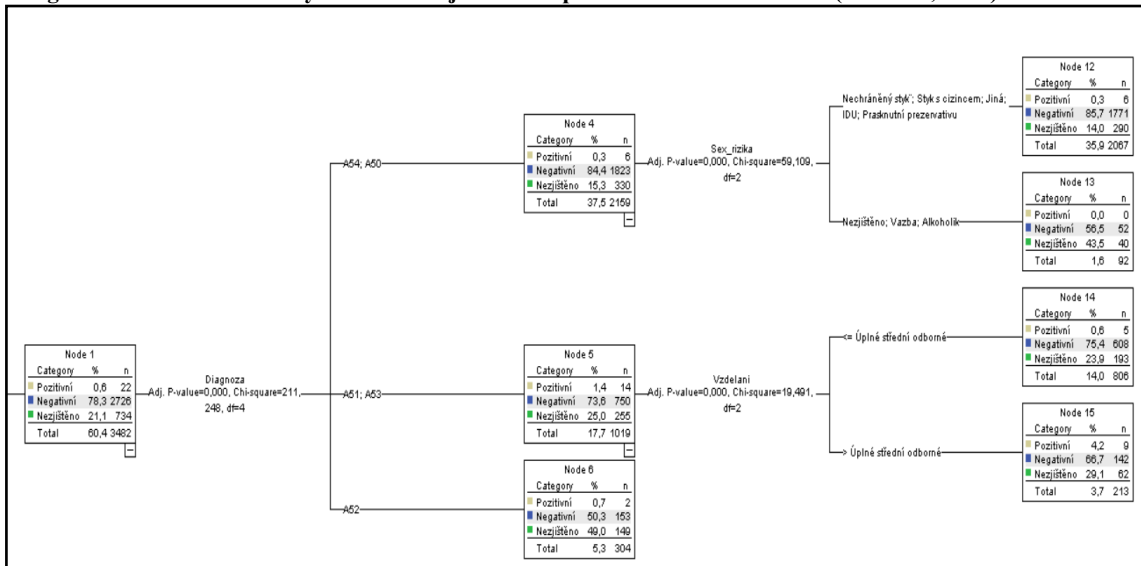 Node 12
Category % n
Pozitivní 0,3 6
Negativní 85,7 1771
Nezjištěno 14,0 290
Total 35,9 2067
Nechráněný styk; Styk s cizincem; Jiná;
IDU; Prasknutí prezervativu
Node 4
Category % n
Pozitivní 0,3 6
Negativní 84,4 1823
Nezjištěno 15,3 330
Total 37,5 2159
A54; A50
Sex_rizika
Adj. P-value=0,000, Chi-square=59,109,
df=2
Node 13
Category % n
Pozitivní 0,0 0
Negativní 56,5 52
Nezjištěno 43,5 40
Total 1,6 92
Nezjištěno; Vazba; Alkoholik
Node 14
Category % n
Pozitivní 0,6 5
Negativní 75,4 608
Nezjištěno 23,9 193
Total 14,0 806
<= Úplné střední odborné
Node 1
Category % n
Pozitivní 0,6 22
Negativní 78,3 2726
Nezjištěno 21,1 734
Total 60,4 3482
Diagnoza
Adj. P-value=0,000, Chi-square=211,
248, df=4
A51; A53
Node 5
Category % n
Pozitivní 1,4 14
Negativní 73,6 750
Nezjištěno 25,0 255
Total 17,7 1019
Vzdelani
Adj. P-value=0,000, Chi-square=19,491,
df=2
Node 15
Category % n
Pozitivní 4,2 9
Negativní 66,7 142
Nezjištěno 29,1 62
Total 3,7 213
> Úplné střední odborné
A52
Node 6
Category % n
Pozitivní 0,7 2
Negativní 50,3 153
Nezjištěno 49,0 149
Total 5,3 304